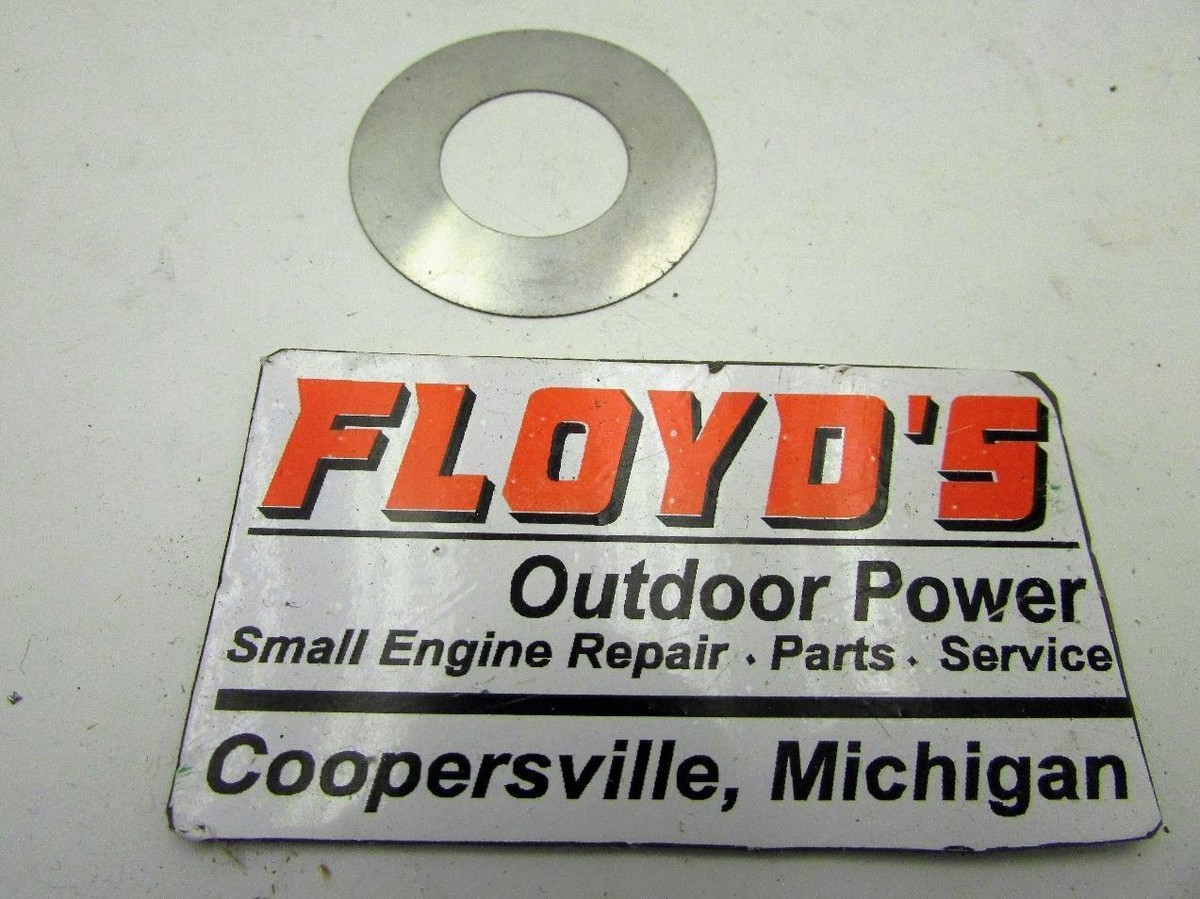 FLOYD'S
Outdoor Power
Small Engine Repair · Parts · Service
Coopersville, Michigan